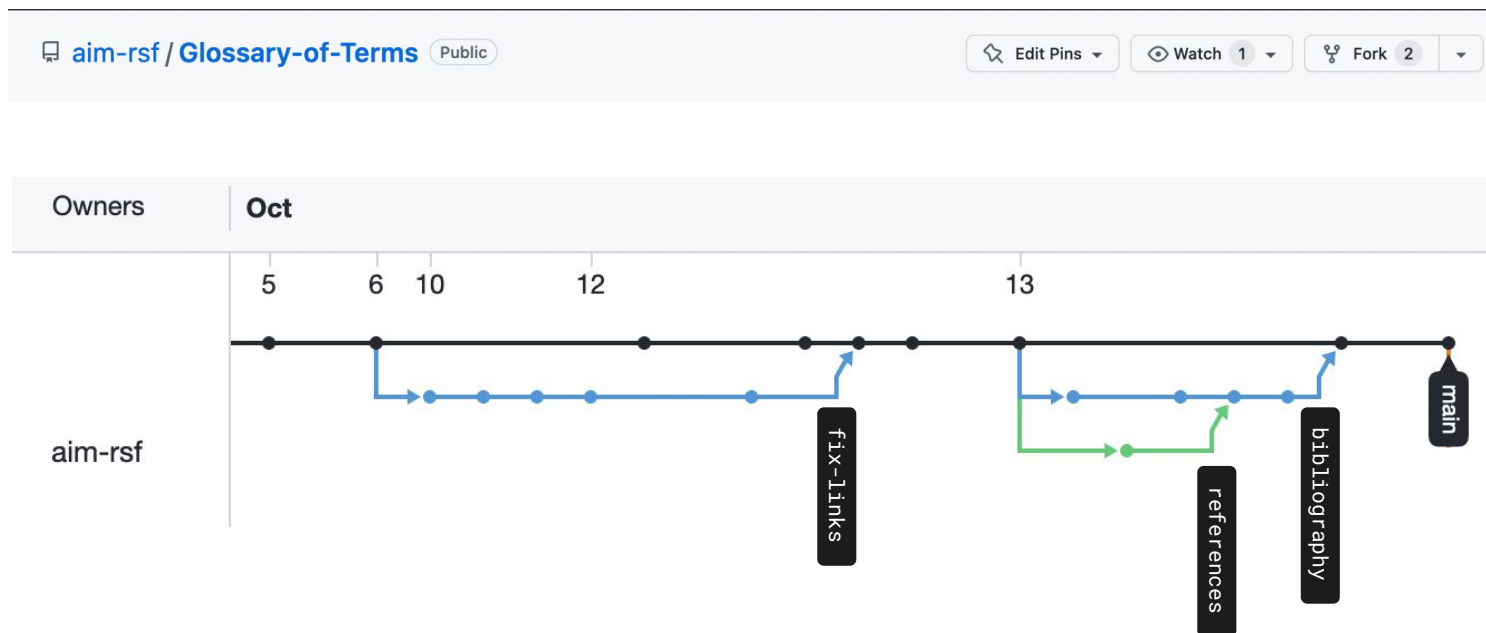 aim-rsf / Glossary-of-Terms Public Edit Pins Watch 1 Fork 2
Owners Oct
5 6 10 12 13
aim-rsf
fix-links
references
bibliography
main